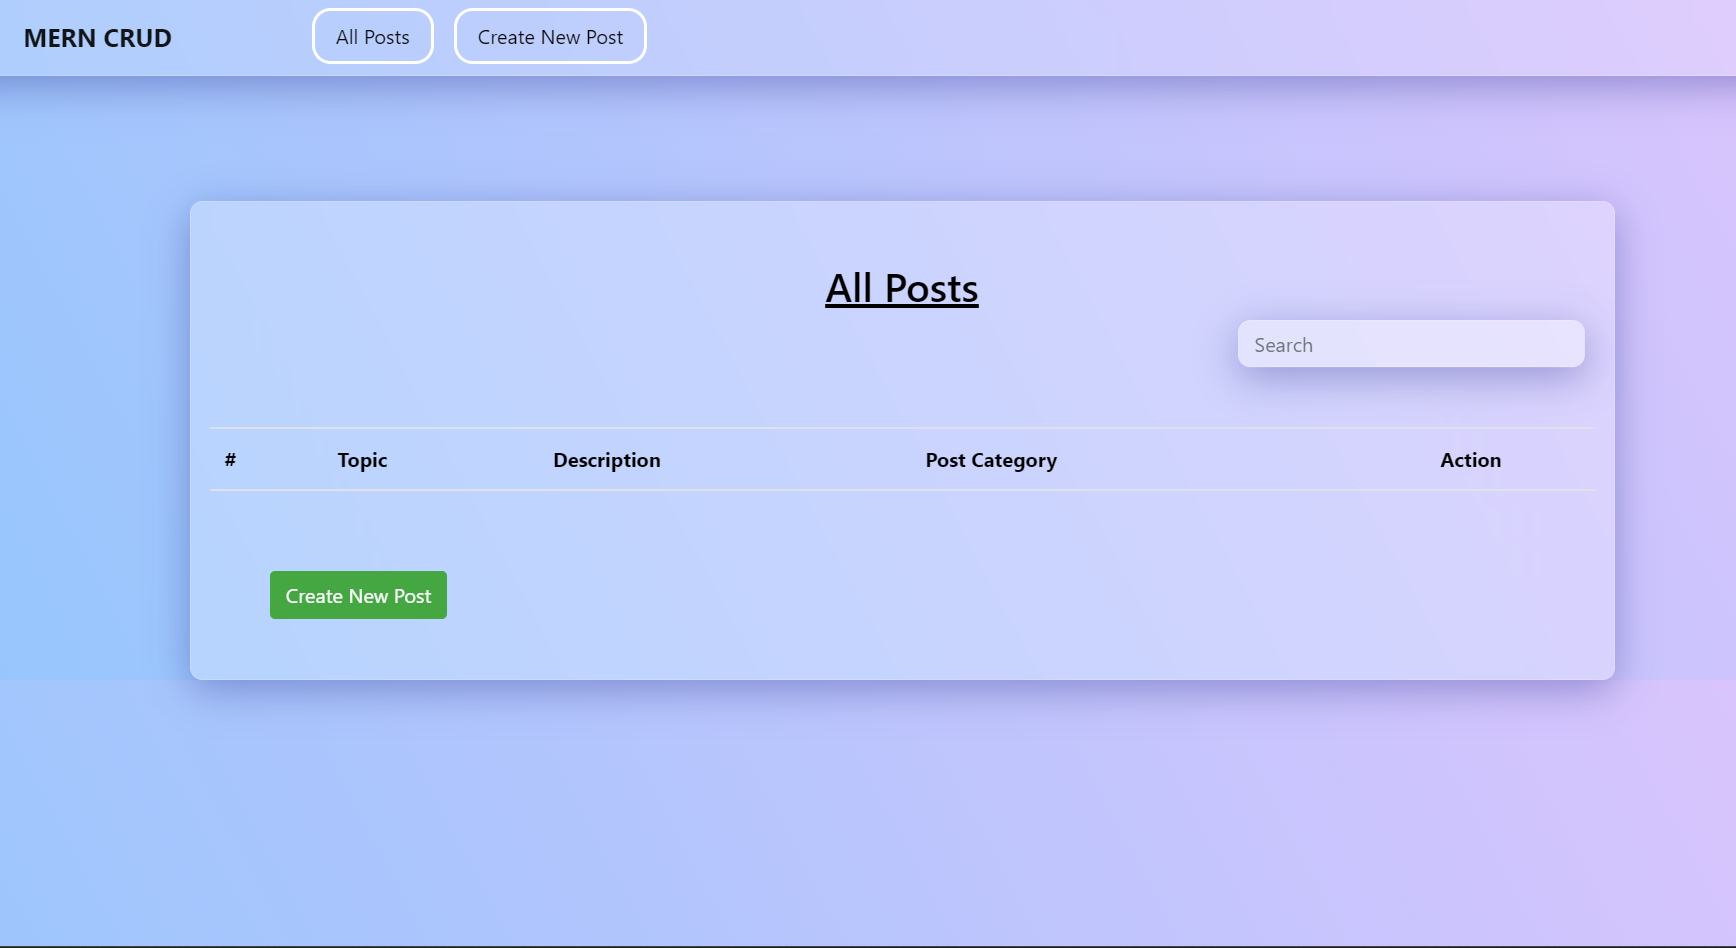 MERN CRUD All Posts Create New Post
All Posts
Search
# Topic Description Post Category Action
Create New Post